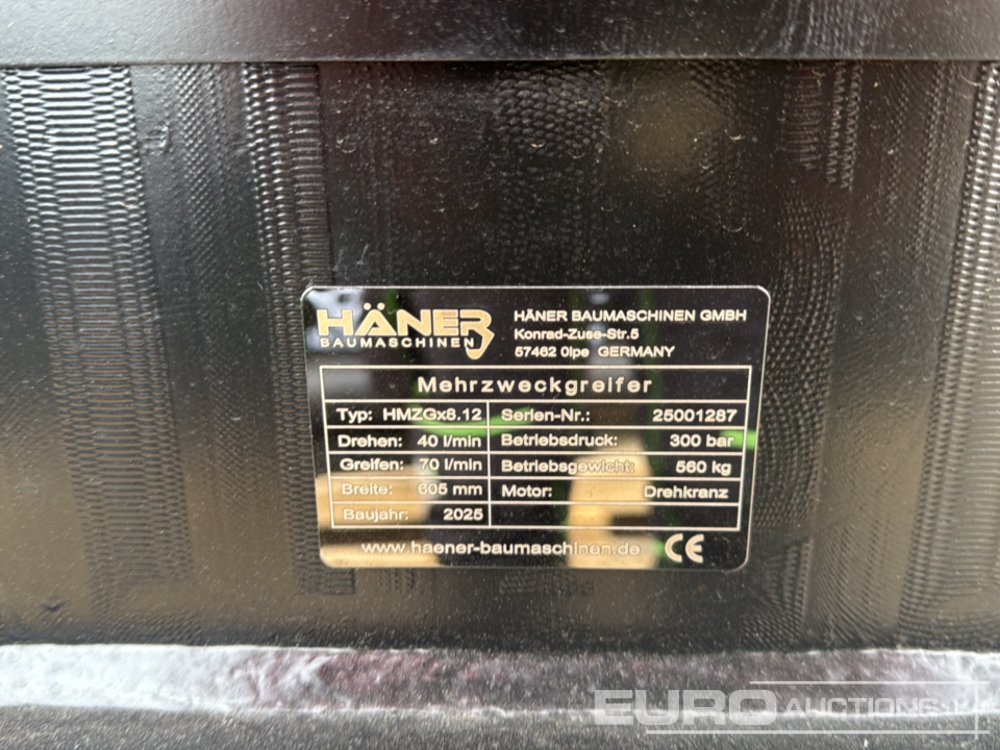 HÄNER
BAUMASCHINEN
HÄNER BAUMASCHINEN GMBH
Konrad-Zuse-Str.5
57462 Olpe GERMANY
Mehrzweckgreifer
Typ: HMZGx8.12 Serien-Nr.: 25001287
Drehen: 40 l/min Betriebsdruck: 300 bar
Greifen: 70 l/min Betriebsgewicht: 560 kg
Breite: 605 mm Motor: Drehkranz
Baujahr: 2025
www.haener-baumaschinen.de CE
EURO
AUCTIONS